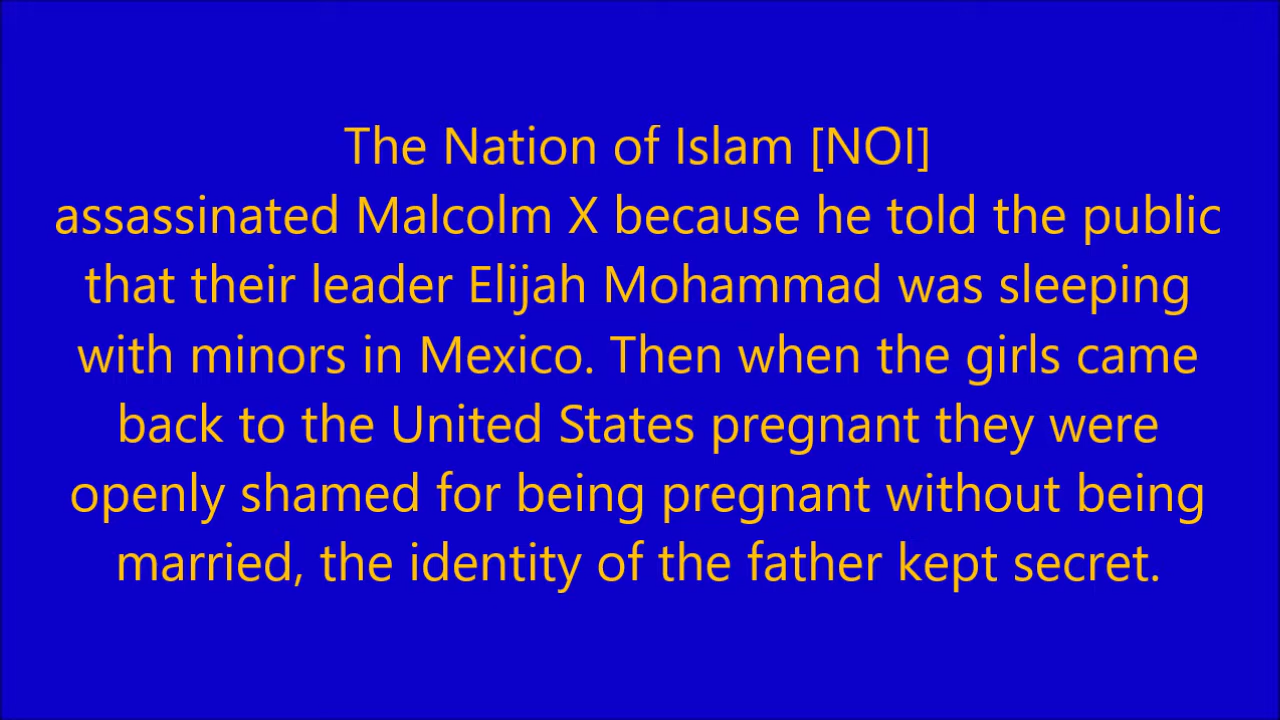 The Nation of Islam [NOI]
assassinated Malcolm X because he told the public
that their leader Elijah Mohammad was sleeping
with minors in Mexico. Then when the girls came
back to the United States pregnant they were
openly shamed for being pregnant without being
married, the identity of the father kept secret.